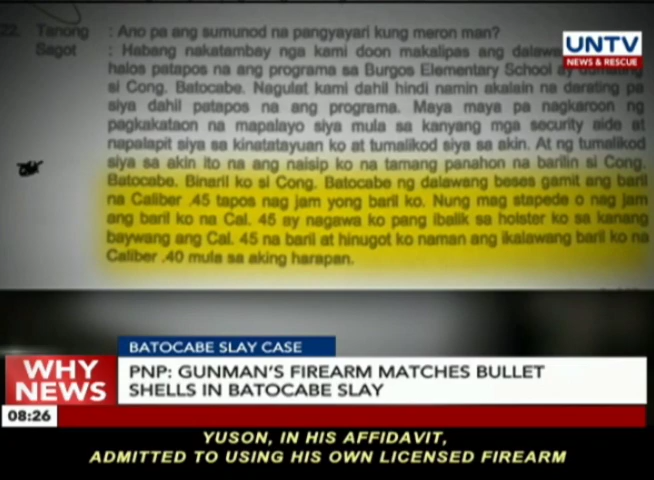 22. Tanong : Ano pa ang sumunod na pangyayari kung meron man?
Sagot : Habang nakatambay nga kami doon makalipas ang
halos patapos na ang programa sa Burgos Elementary School ay
si Cong. Batocabe. Nagulat kami dahil hindi namin akalain na darating pa
siya dahil patapos na ang programa. Maya maya pa nagkaroon ng
pagkakataon na mapalayo siya mula sa kanyang mga security aide at
napalapit siya sa kinatatayuan ko at tumalikod siya sa akin. At ng tumalikod
siya sa akin ito na ang naisip ko na tamang panahon na barilin si Cong.
Batocabe. Binaril ko si Cong. Batocabe ng dalawang beses gamit ang baril
na Caliber .45 tapos nag jam yong baril ko. Nung mag stapede o nag jam
ang baril ko na Cal. 45 ay nagawa ko pang ibalik sa holster ko sa kanang
baywang ang Cal. 45 na baril at hinugot ko naman ang ikalawang baril ko na
Caliber .40 mula sa aking harapan.
UNTV
NEWS & RESCUE
BATOCABE SLAY CASE
WHY
NEWS
PNP: GUNMAN'S FIREARM MATCHES BULLET
SHELLS IN BATOCABE SLAY
08:26
YUSON, IN HIS AFFIDAVIT,
ADMITTED TO USING HIS OWN LICENSED FIREARM